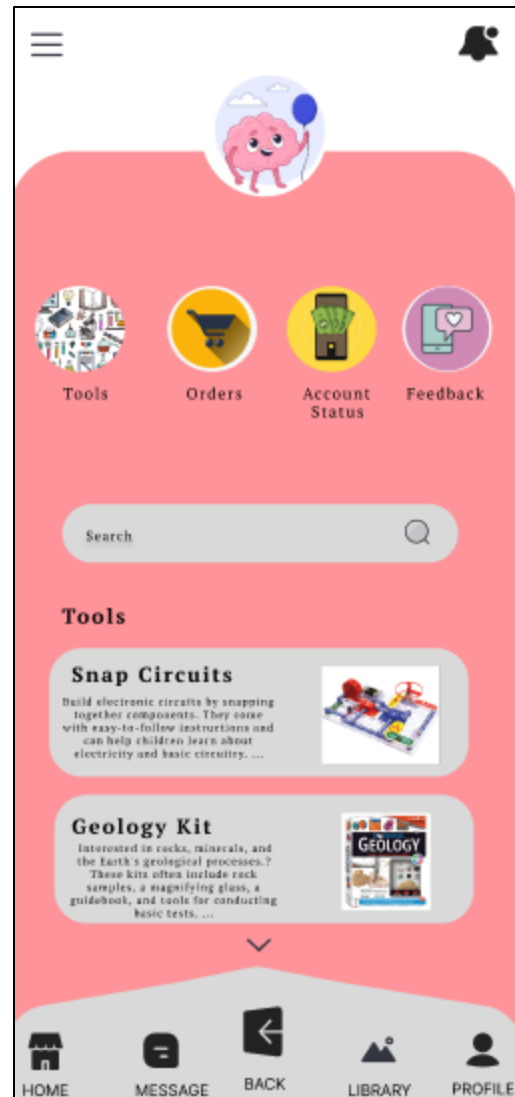 Tools
Orders
Account
Status
Feedback
Search
Tools
Snap Circuits
Build electronic circuits by snapping
together components. They come
with easy-to-follow instructions and
can help children learn about
electricity and basic circuitry. ...
Geology Kit
Interested in rocks, minerals, and
the Earth's geological processes.?
These kits often include rock
samples, a magnifying glass, a
guidebook, and tools for conducting
basic tests. ...
GEOLOGY
HOME
MESSAGE
BACK
LIBRARY
PROFILE